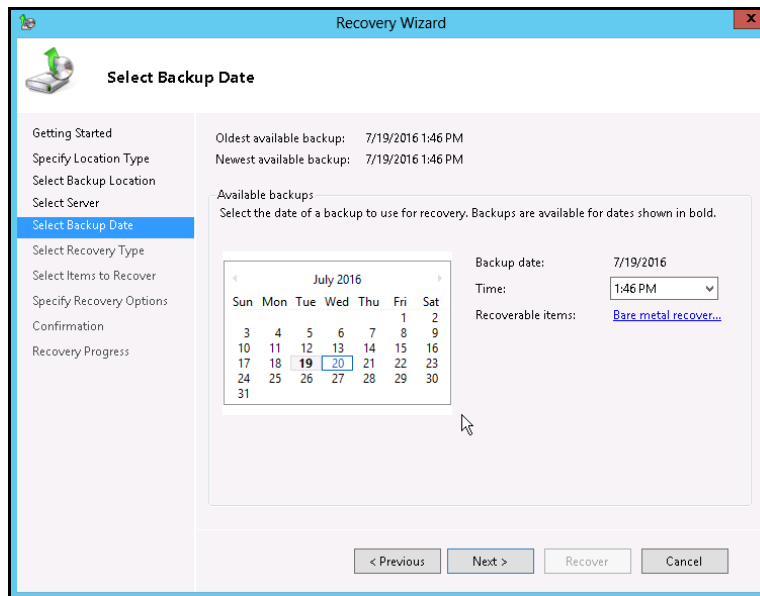 Recovery Wizard
x
Select Backup Date
Getting Started
Specify Location Type
Select Backup Location
Select Server
Select Backup Date
Select Recovery Type
Select Items to Recover
Specify Recovery Options
Confirmation
Recovery Progress
Oldest available backup: 7/19/2016 1:46 PM
Newest available backup: 7/19/2016 1:46 PM
Available backups
Select the date of a backup to use for recovery. Backups are available for dates shown in bold.
July 2016
Sun Mon Tue Wed Thu Fri Sat
1 2
3 4 5 6 7 8 9
10 11 12 13 14 15 16
17 18 19 20 21 22 23
24 25 26 27 28 29 30
31
Backup date: 7/19/2016
Time: 1:46 PM
Recoverable items: Bare metal recover...
< Previous Next > Recover Cancel